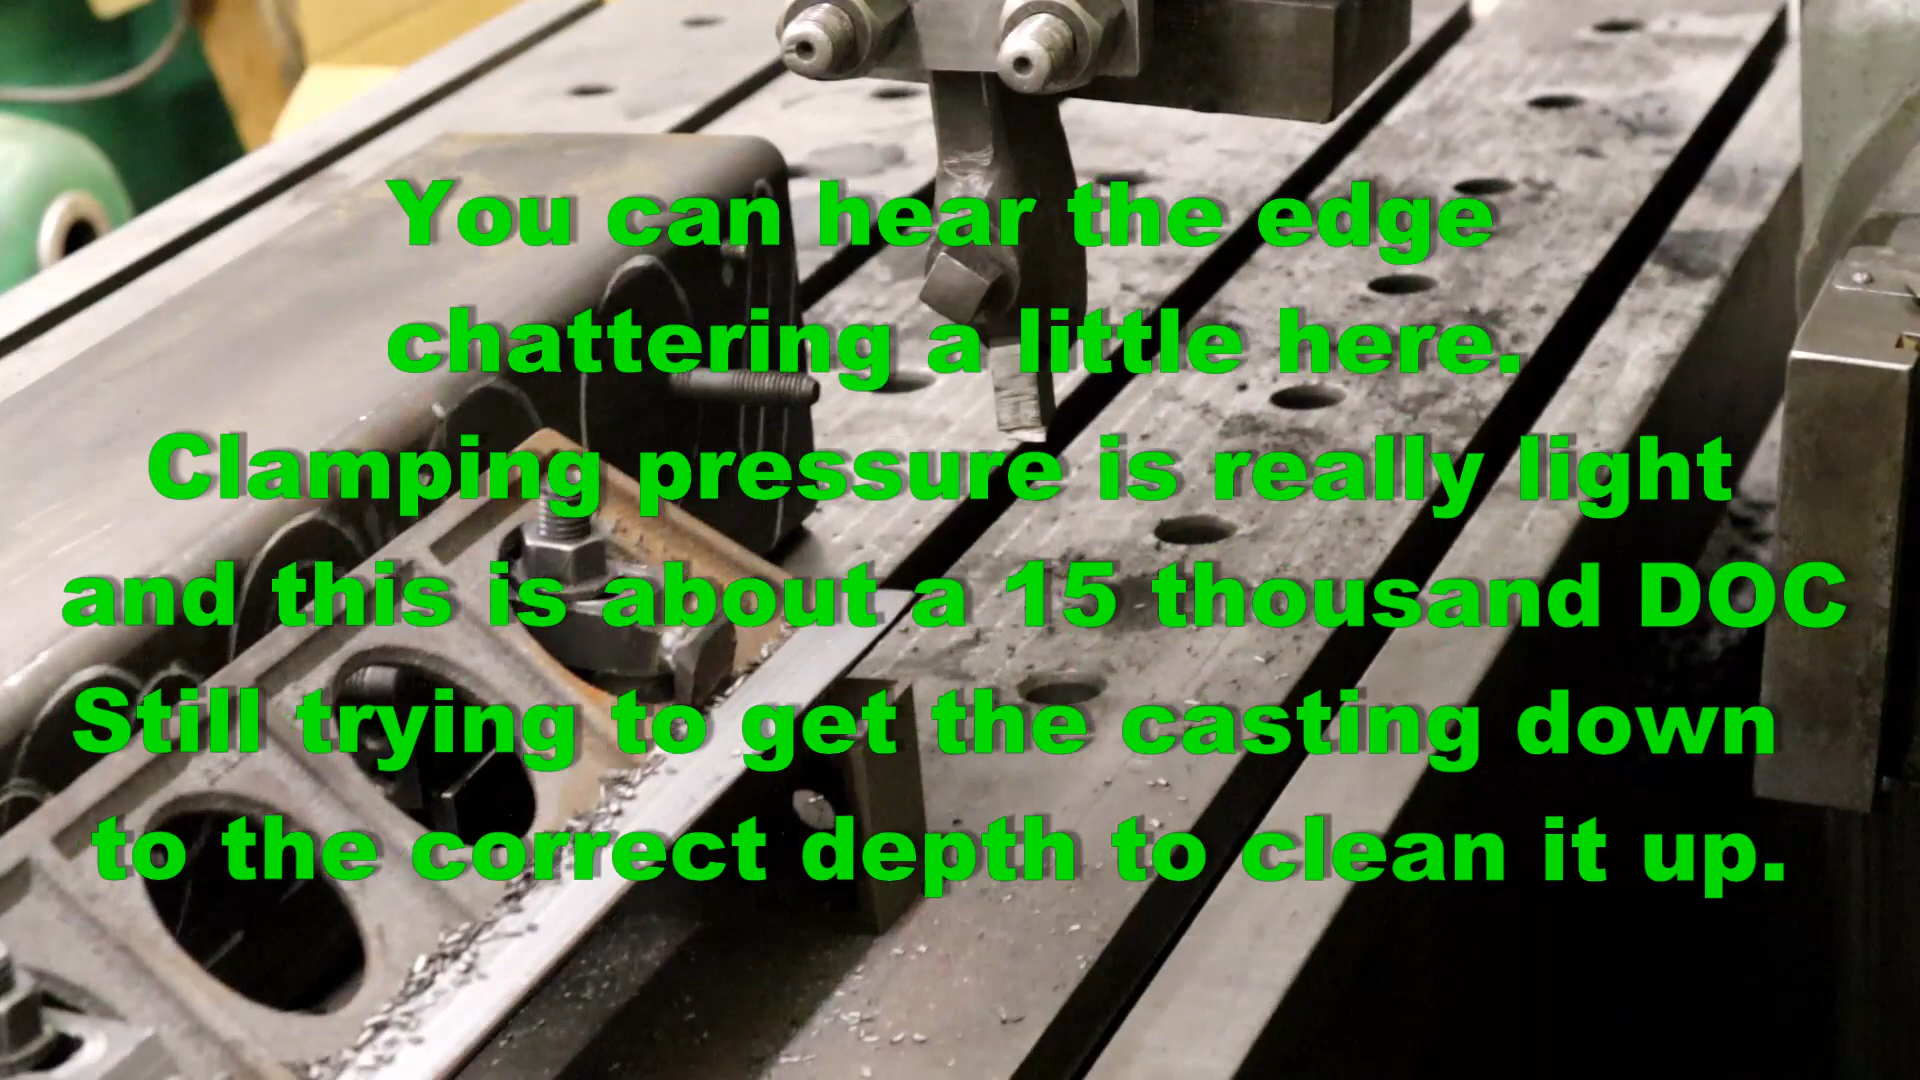 You can hear the edge
chattering a little here.
Clamping pressure is really light
and this is about a 15 thousand DOC
Still trying to get the casting down
to the correct depth to clean it up.